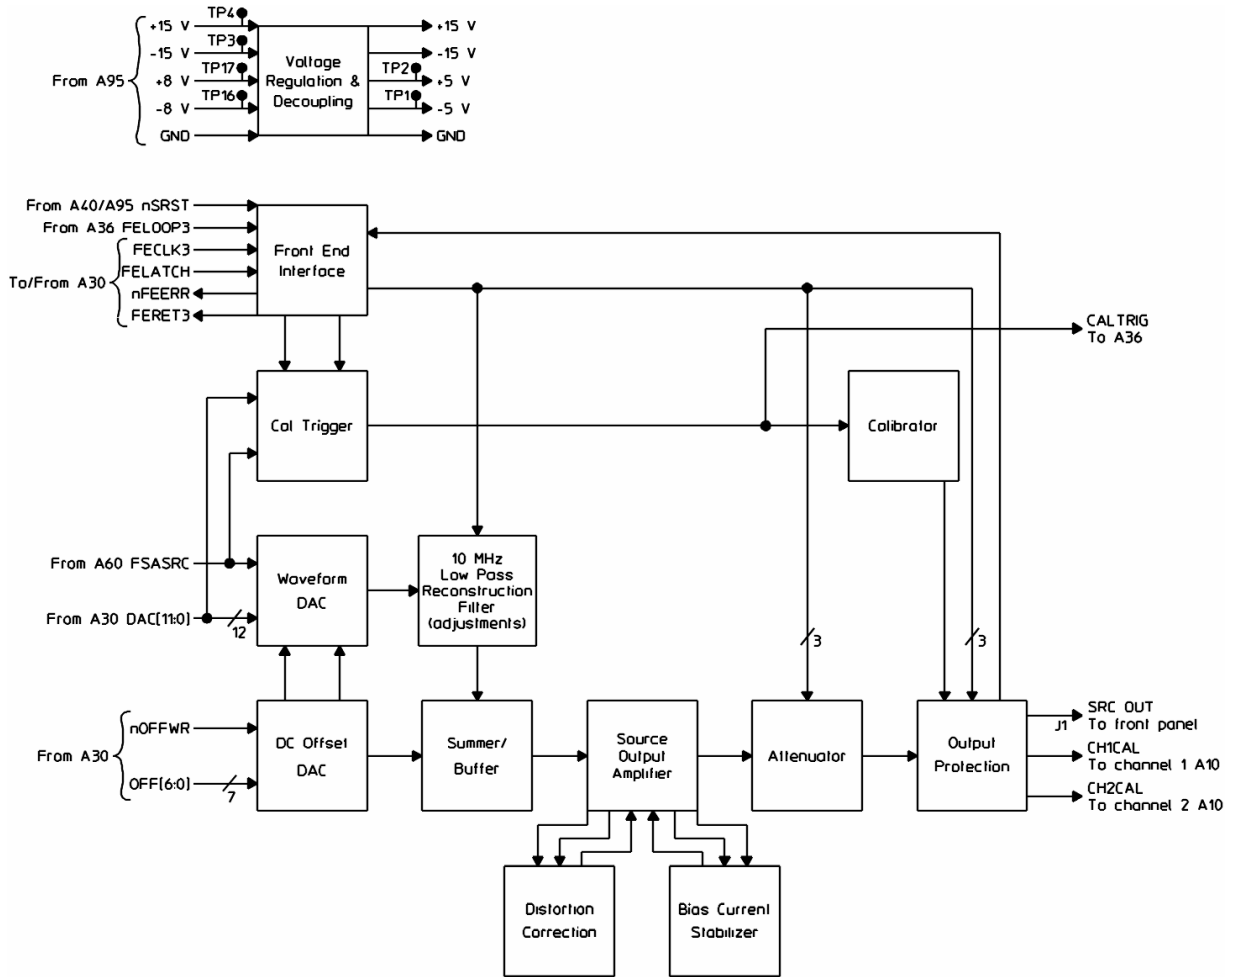 TP4
+15 V
TP3
-15 V
TP17
+8 V
TP16
-8 V
GND
From A95
Voltage
Regulation &
Decoupling
+15 V
-15 V
TP2
+5 V
TP1
-5 V
GND
From A40/A95 nSRST
From A36 FELOOP3
FECLK3
FELATCH
To/From A30
nFEERR
FERET3
Front End
Interface
CALTRIG
To A36
Cal Trigger
Calibrator
From A60 FSASRC
From A30 DAC[11:0]
12
Waveform
DAC
10 MHz
Low Pass
Reconstruction
Filter
(adjustments)
3
3
nOFFWR
From A30
OFF[6:0]
7
DC Offset
DAC
Summer/
Buffer
Source
Output
Amplifier
Attenuator
Output
Protection
J1
SRC OUT
To front panel
CH1CAL
To channel 1 A10
CH2CAL
To channel 2 A10
Distortion
Correction
Bias Current
Stabilizer